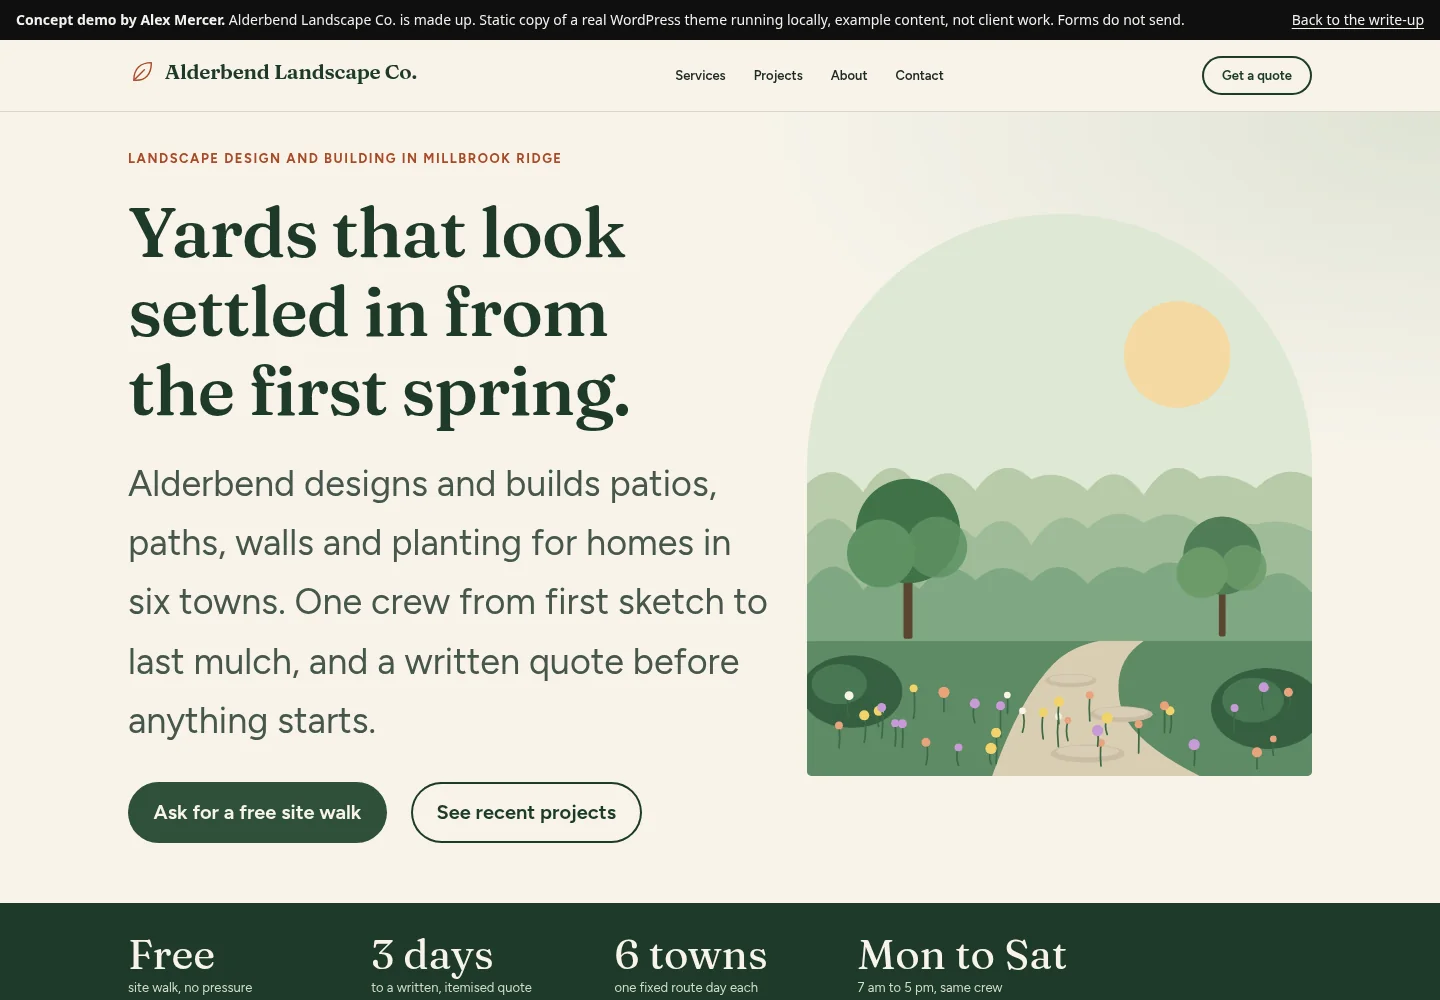 Concept demo by Alex Mercer. Alderbend Landscape Co. is made up. Static copy of a real WordPress theme running locally, example content, not client work. Forms do not send.
Back to the write-up
Alderbend Landscape Co.
Services
Projects
About
Contact
Get a quote
LANDSCAPE DESIGN AND BUILDING IN MILLBROOK RIDGE
Yards that look
settled in from
the first spring.
Alderbend designs and builds patios,
paths, walls and planting for homes in
six towns. One crew from first sketch to
last mulch, and a written quote before
anything starts.
Ask for a free site walk
See recent projects
Free
site walk, no pressure
3 days
to a written, itemised quote
6 towns
one fixed route day each
Mon to Sat
7 am to 5 pm, same crew